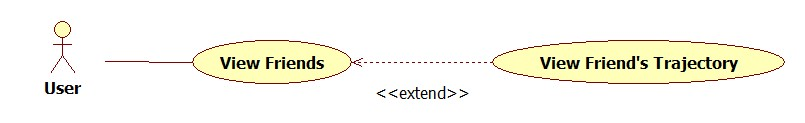 View Friends
View Friend's Trajectory
User
<<extend>>